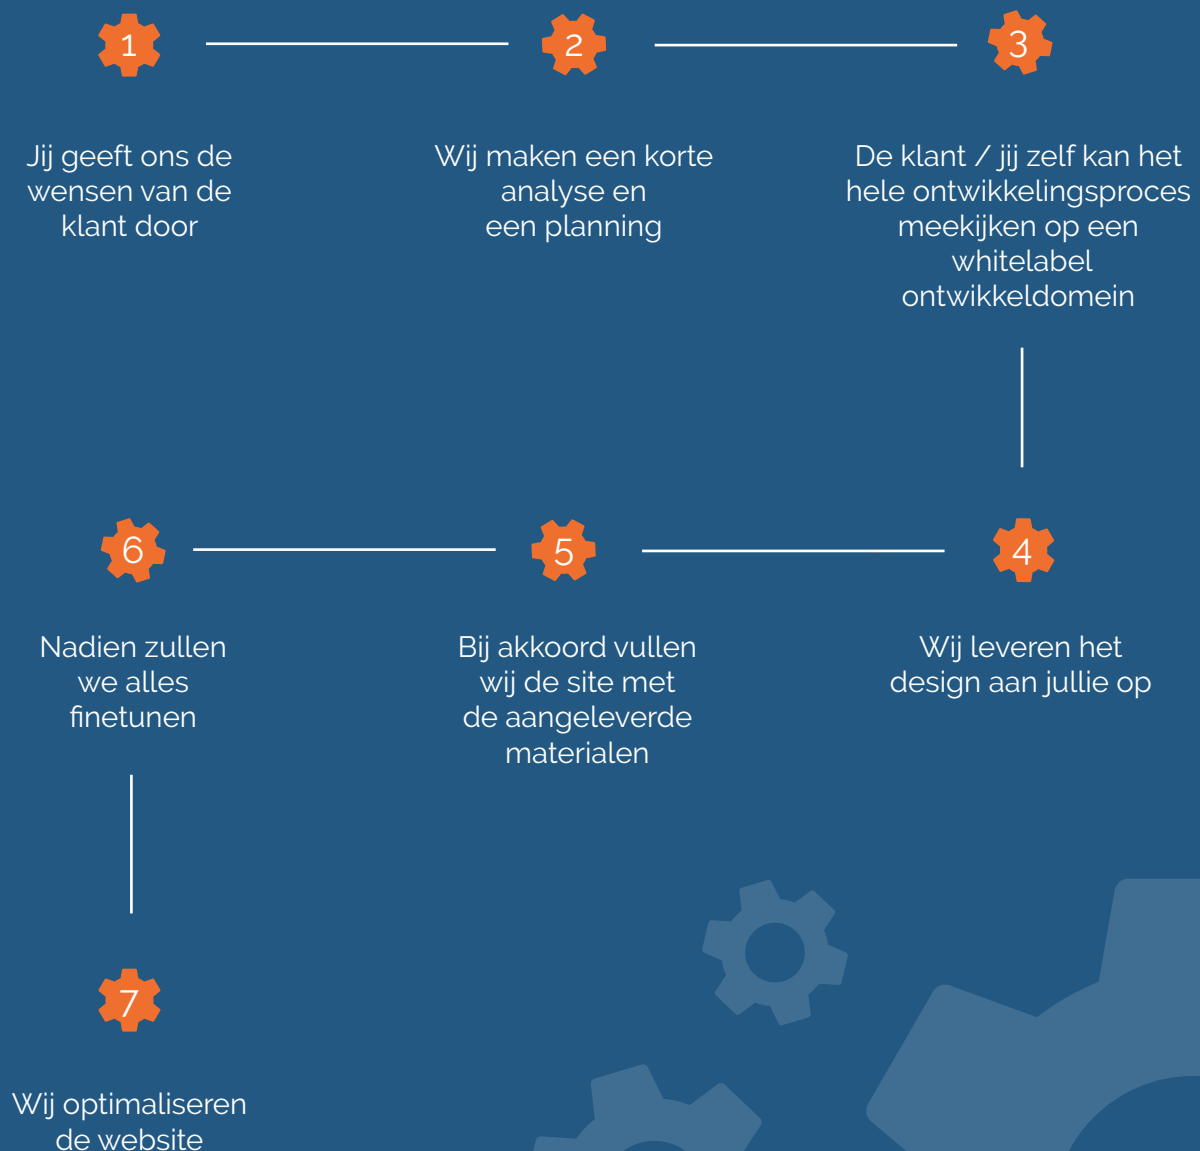 1
Jij geeft ons de
wensen van de
klant door
2
Wij maken een korte
analyse en
een planning
3
De klant / jij zelf kan het
hele ontwikkelingsproces
meekijken op een
whitelabel
ontwikkeldomein
4
Wij leveren het
design aan jullie op
5
Bij akkoord vullen
wij de site met
de aangeleverde
materialen
6
Nadien zullen
we alles
finetunen
7
Wij optimaliseren
de website